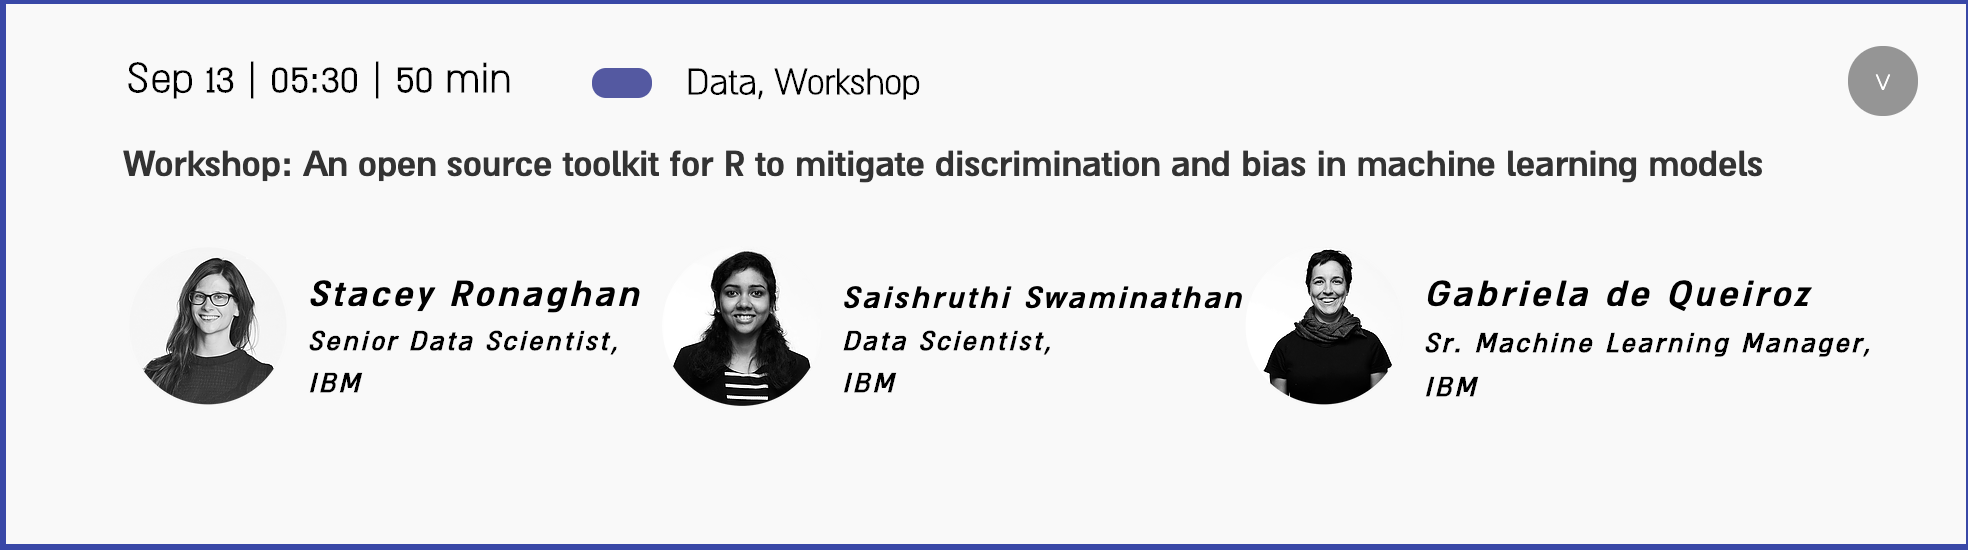 Sep 13 | 05:30 | 50 min
Data, Workshop
V
Workshop: An open source toolkit for R to mitigate discrimination and bias in machine learning models
Stacey Ronaghan
Senior Data Scientist,
IBM
Saishruthi Swaminathan
Data Scientist,
IBM
Gabriela de Queiroz
Sr. Machine Learning Manager,
IBM